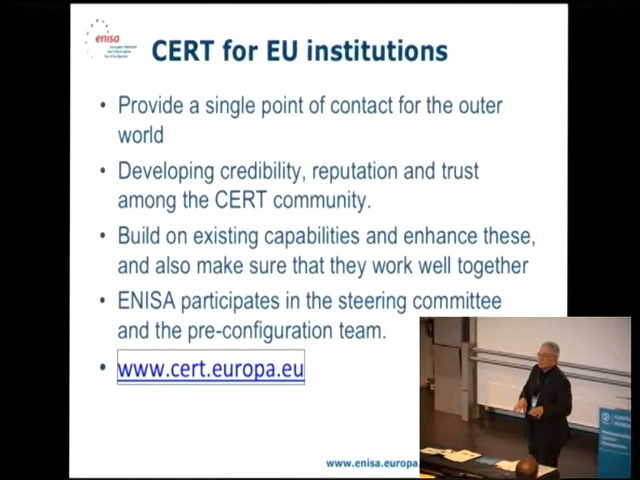 enisa
CERT for EU institutions
• Provide a single point of contact for the outer
world
• Developing credibility, reputation and trust
among the CERT community.
• Build on existing capabilities and enhance these,
and also make sure that they work well together
• ENISA participates in the steering committee
and the pre-configuration team.
• www.cert.europa.eu
www.enisa.europa.